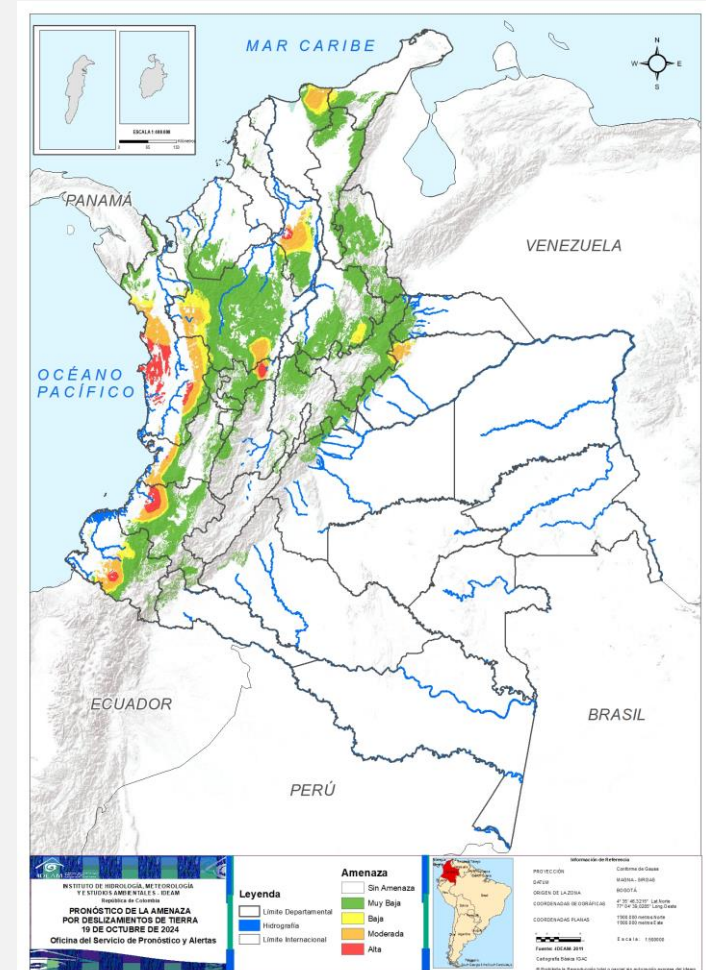 MAR CARIBE
N
W
E
S
ESCALA 1:600.000
PANAMÁ
VENEZUELA
OCÉANO
PACÍFICO
ECUADOR
BRASIL
PERÚ
IDEAM
INSTITUTO DE HIDROLOGÍA, METEOROLOGÍA
Y ESTUDIOS AMBIENTALES - IDEAM
República de Colombia
PRONÓSTICO DE LA AMENAZA
POR DESLIZAMIENTOS DE TIERRA
19 DE OCTUBRE DE 2024
Oficina del Servicio de Pronóstico y Alertas
Leyenda
Límite Departamental
Hidrografía
Límite Internacional
Amenaza
Sin Amenaza
Muy Baja
Baja
Moderada
Alta
Información de Referencia
PROYECCIÓN
Conforme de Gauss
DATUM
MAGNA - SIRGAS
ORIGEN DE LA ZONA
BOGOTÁ
COORDENADAS GEOGRÁFICAS
COORDENADAS PLANAS
Fuente: IDEAM
Cartografía Básica IGAC